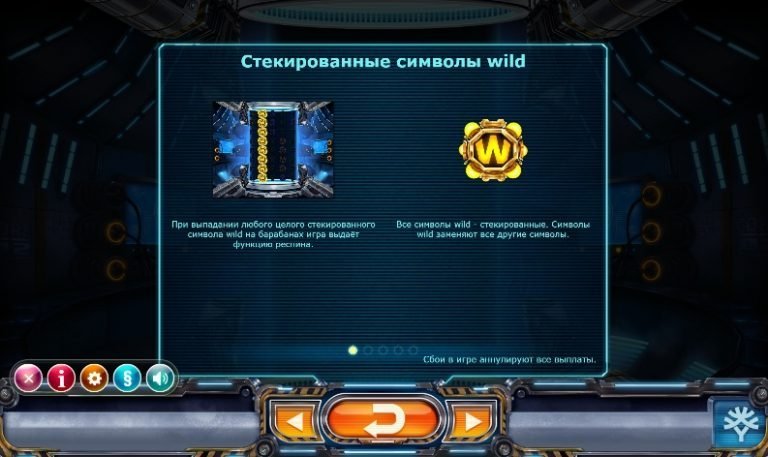 Стекированные символы wild
W
При выпадании любого целого стекированного
символа wild на барабанах игра выдаёт
функцию респина.
Все символы wild - стекированные. Символы
wild заменяют все другие символы.
Сбои в игре аннулируют все выплаты.